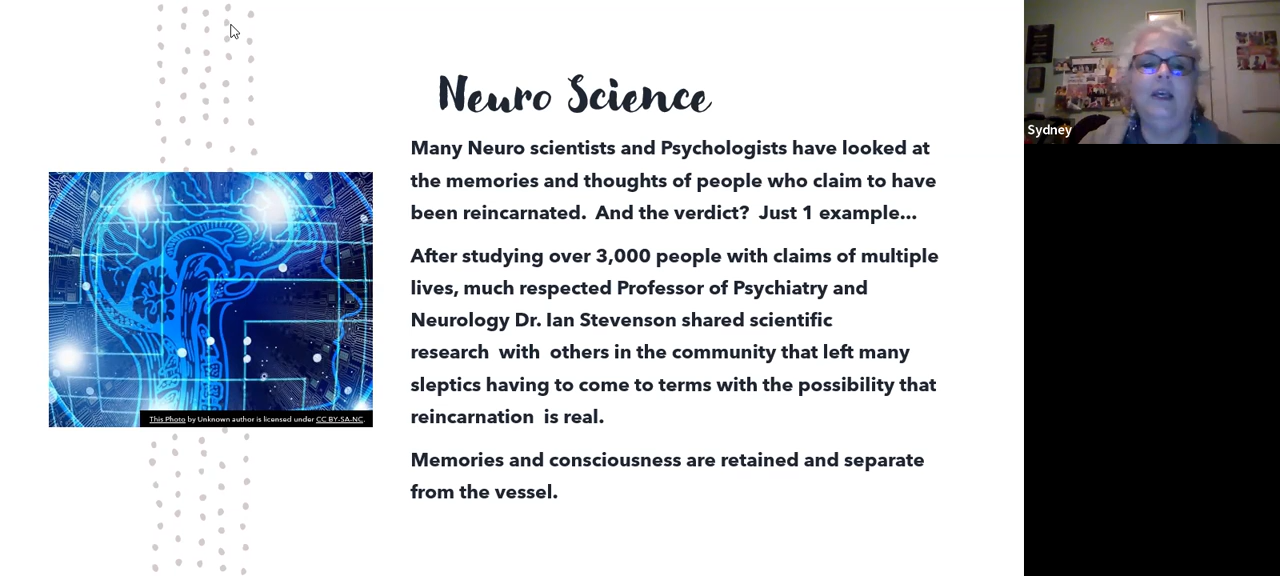 Neuro Science
Many Neuro scientists and Psychologists have looked at
the memories and thoughts of people who claim to have
been reincarnated.  And the verdict?  Just 1 example...
After studying over 3,000 people with claims of multiple
lives, much respected Professor of Psychiatry and
Neurology Dr. Ian Stevenson shared scientific
research  with  others in the community that left many
sleptics having to come to terms with the possibility that
reincarnation  is real.
Memories and consciousness are retained and separate
from the vessel.
This Photo by Unknown author is licensed under CC BY-SA-NC.
Sydney